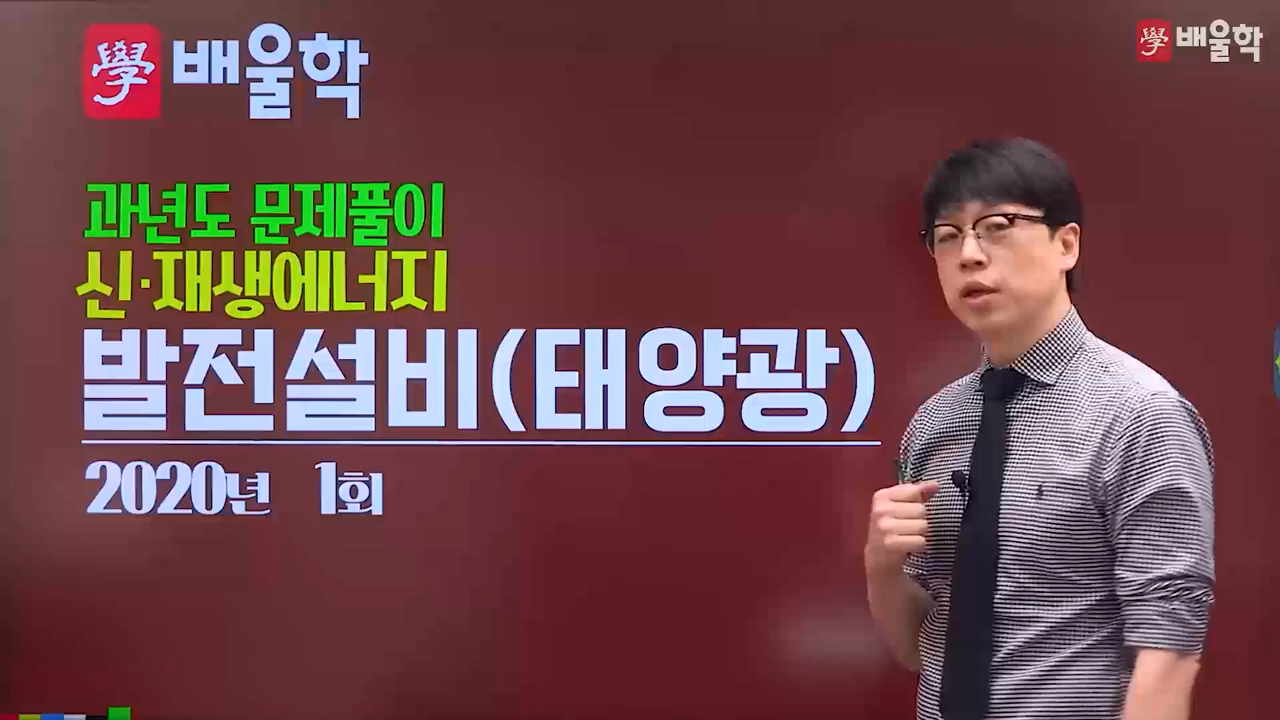 學 배울학
學 배울학
과년도 문제풀이
신·재생에너지
발전설비(태양광)
2020년 1회